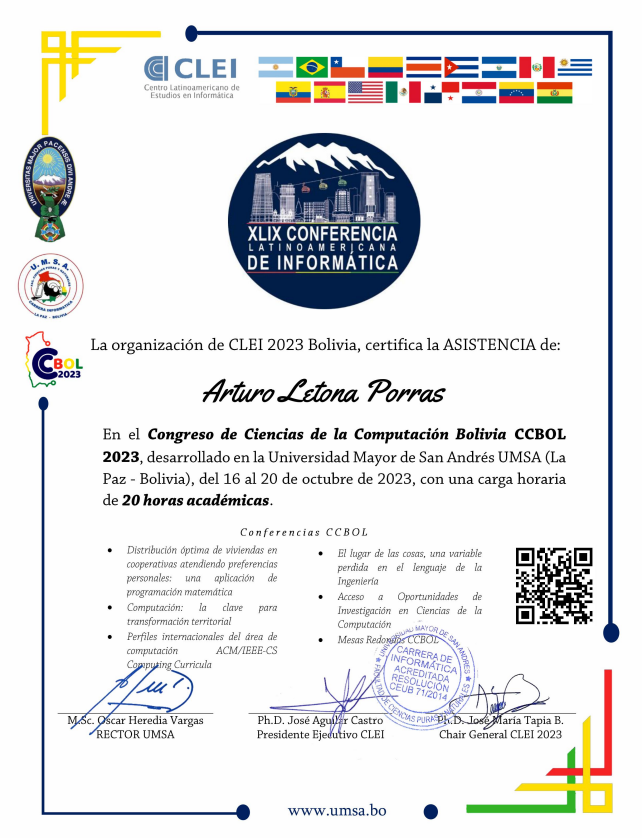 CLEI
Centro Latinoamericano de
Estudios en Informática
UNIVERSITAS MAJOR PACENSIS DIVI ANDRE Æ
XLIX CONFERENCIA
LATINOAMERICANA
DE INFORMÁTICA
U.M.S.A.
CARRERA INFORMÁTICA
LA PAZ - BOLIVIA
CCBOL
2023
La organización de CLEI 2023 Bolivia, certifica la ASISTENCIA de:
Arturo Letona Porras
En el Congreso de Ciencias de la Computación Bolivia CCBOL
2023, desarrollado en la Universidad Mayor de San Andrés UMSA (La
Paz - Bolivia), del 16 al 20 de octubre de 2023, con una carga horaria
de 20 horas académicas.
Conferencias CCBOL
• Distribución óptima de viviendas en
cooperativas atendiendo preferencias
personales: una aplicación de
programación matemática
• Computación: la clave para
transformación territorial
• Perfiles internacionales del área de
computación ACM/IEEE-CS
Computing Curricula
• El lugar de las cosas, una variable
perdida en el lenguaje de la
Ingeniería
• Acceso a Oportunidades de
Investigación en Ciencias de la
Computación
• Mesas Redondas CCBOL
UNIVERSIDAD MAYOR DE SAN ANDRES
FACULTAD DE CIENCIAS PURAS Y NATURALES
CARRERA DE
INFORMÁTICA
ACREDITADA
RESOLUCIÓN
CEUB 71/2014
M.Sc. Oscar Heredia Vargas
RECTOR UMSA
Ph.D. José Aguilar Castro
Presidente Ejecutivo CLEI
Ph.D. José María Tapia B.
Chair General CLEI 2023
www.umsa.bo